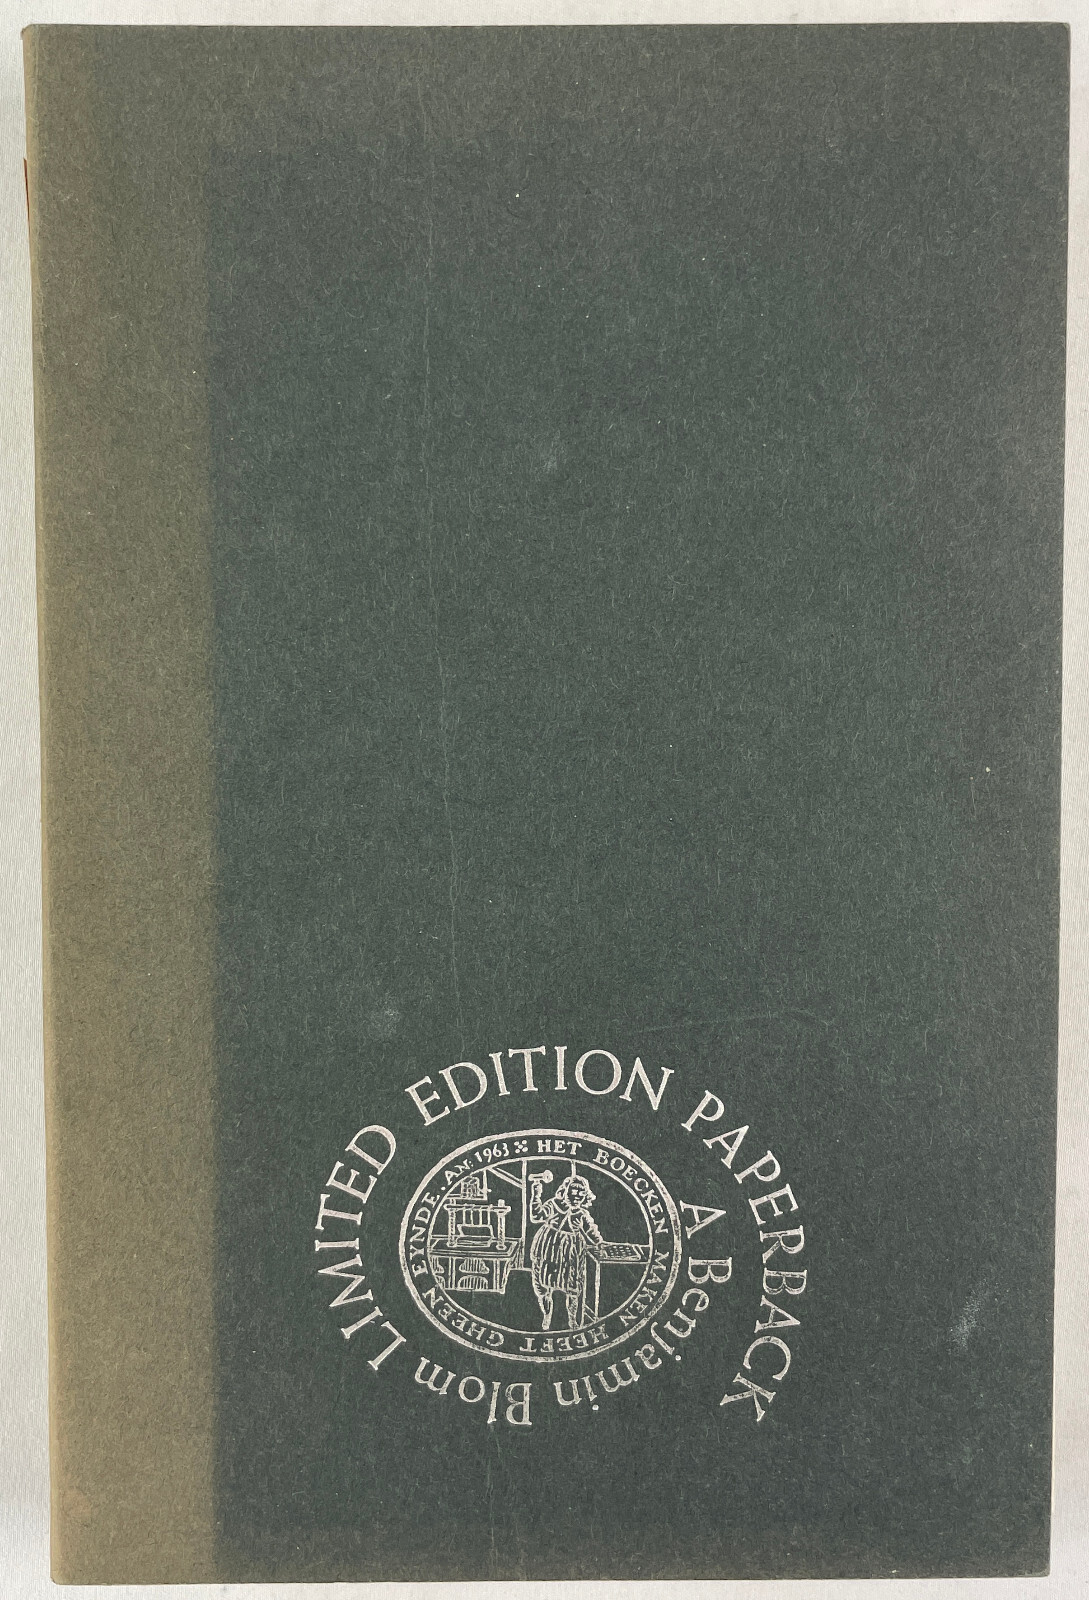 A Benjamin Blom LIMITED EDITION PAPERBACK
HET BOECKEN MAKEN HEEFT GHEEN EYNDE. AN: 1963